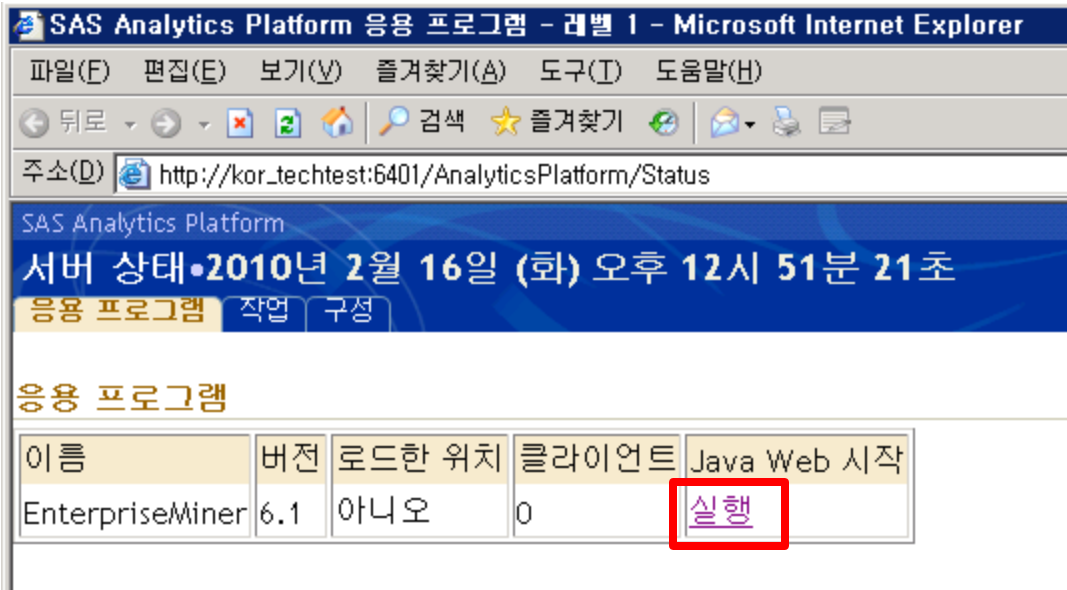 SAS Analytics Platform 응용 프로그램 - 레벨 1 - Microsoft Internet Explorer
파일(F) 편집(E) 보기(V) 즐겨찾기(A) 도구(T) 도움말(H)
뒤로 검색 즐겨찾기
주소(D) http://kor_techtest:6401/AnalyticsPlatform/Status
SAS Analytics Platform
서버 상태•2010년 2월 16일 (화) 오후 12시 51분 21초
응용 프로그램 작업 구성
응용 프로그램
이름 버전 로드한 위치 클라이언트 Java Web 시작
EnterpriseMiner 6.1 아니오 0 실행